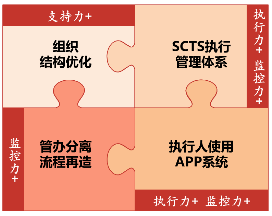 支持力+
组织
结构优化
SCTS执行
管理体系
执行力+ 监控力+
监控力+
管办分离
流程再造
执行人使用
APP系统
执行力+ 监控力+